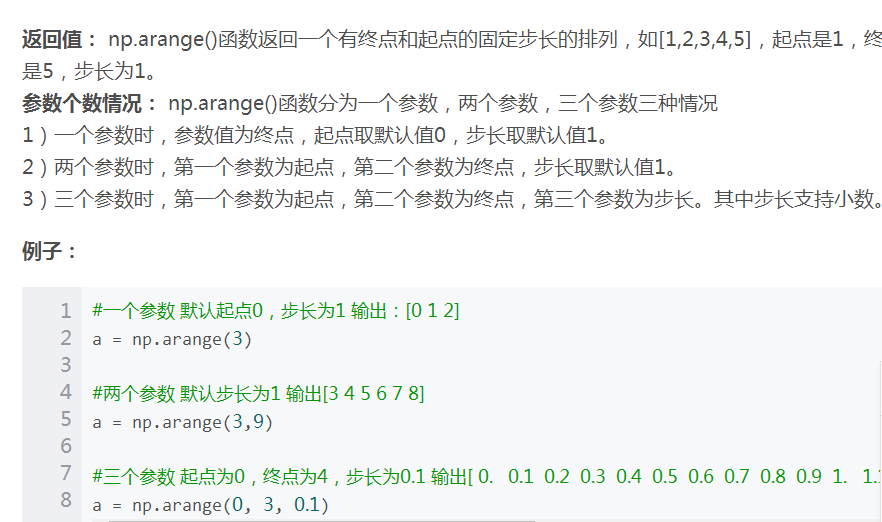 返回值： np.arange()函数返回一个有终点和起点的固定步长的排列，如[1,2,3,4,5]，起点是1，终
是5，步长为1。
参数个数情况： np.arange()函数分为一个参数，两个参数，三个参数三种情况
1）一个参数时，参数值为终点，起点取默认值0，步长取默认值1。
2）两个参数时，第一个参数为起点，第二个参数为终点，步长取默认值1。
3）三个参数时，第一个参数为起点，第二个参数为终点，第三个参数为步长。其中步长支持小数。
例子：
1 #一个参数 默认起点0，步长为1 输出：[0 1 2]
2 a = np.arange(3)
3
4 #两个参数 默认步长为1 输出[3 4 5 6 7 8]
5 a = np.arange(3,9)
6
7 #三个参数 起点为0，终点为4，步长为0.1 输出[ 0. 0.1 0.2 0.3 0.4 0.5 0.6 0.7 0.8 0.9 1. 1.
8 a = np.arange(0, 3, 0.1)